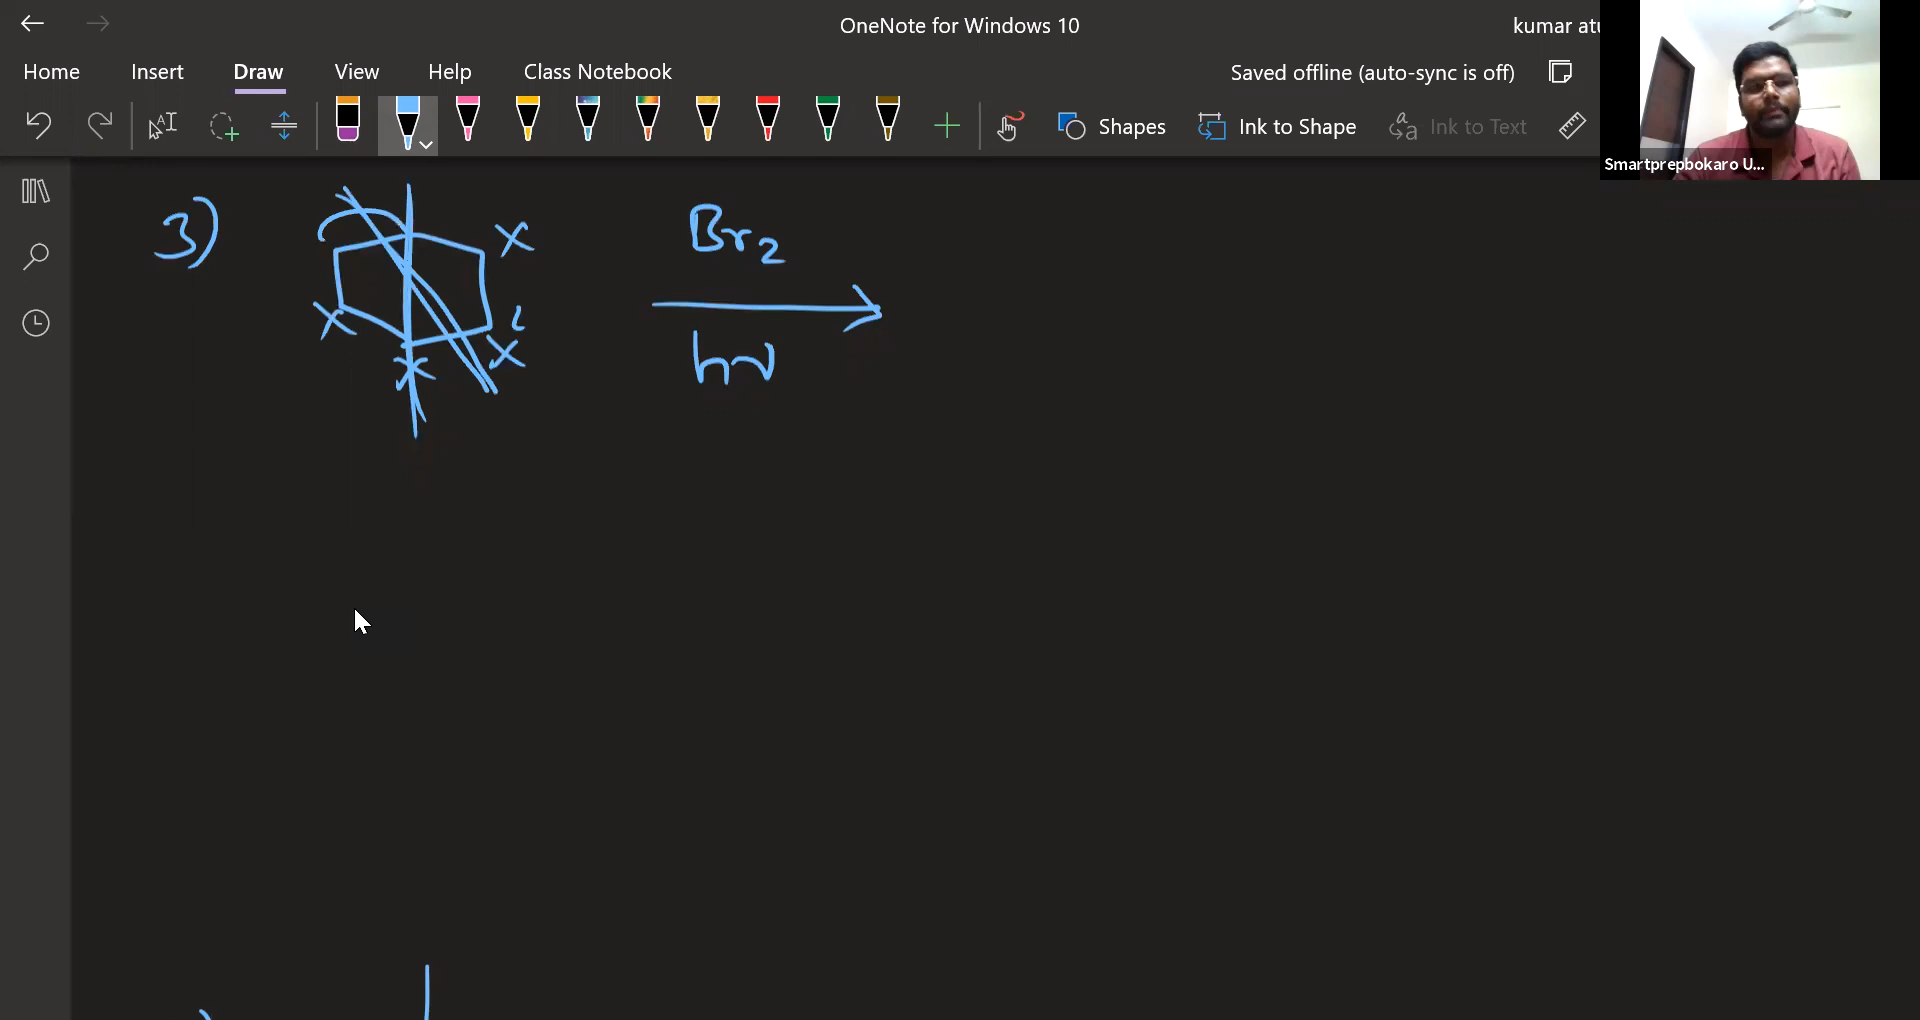 OneNote for Windows 10
kumar atu
Home Insert Draw View Help Class Notebook
Saved offline (auto-sync is off)
Shapes Ink to Shape Ink to Text
Smartprepbokaro U...
3)
X
X
X
X
Br2
hν